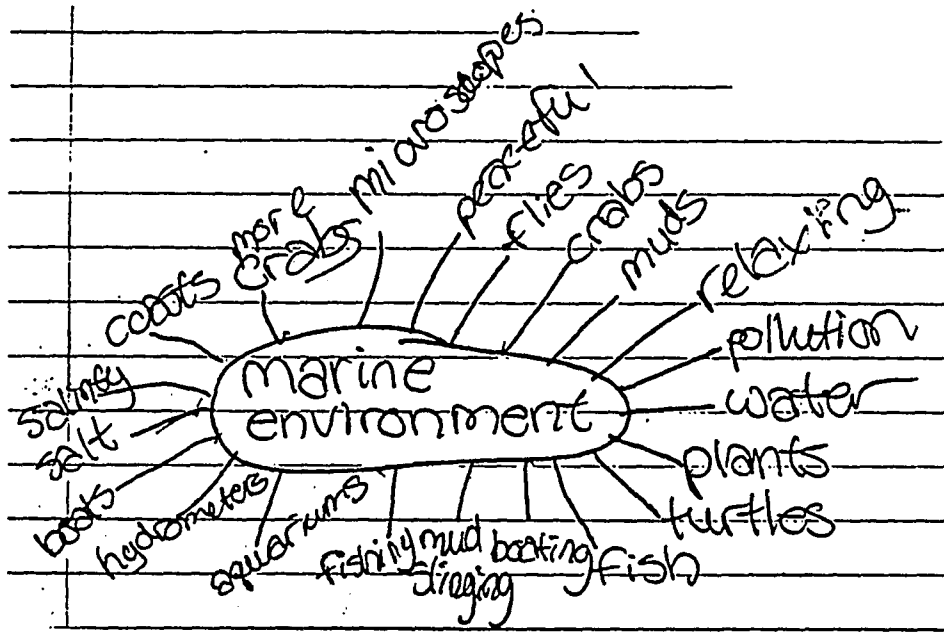 marine
environment
microscopes
peaceful
flies
crabs
muds
relaxing
pollution
water
plants
turtles
fish
boating
mud
slinging
fishing
aquariums
hydrometers
boats
salt
salinity
coats
more
crabs